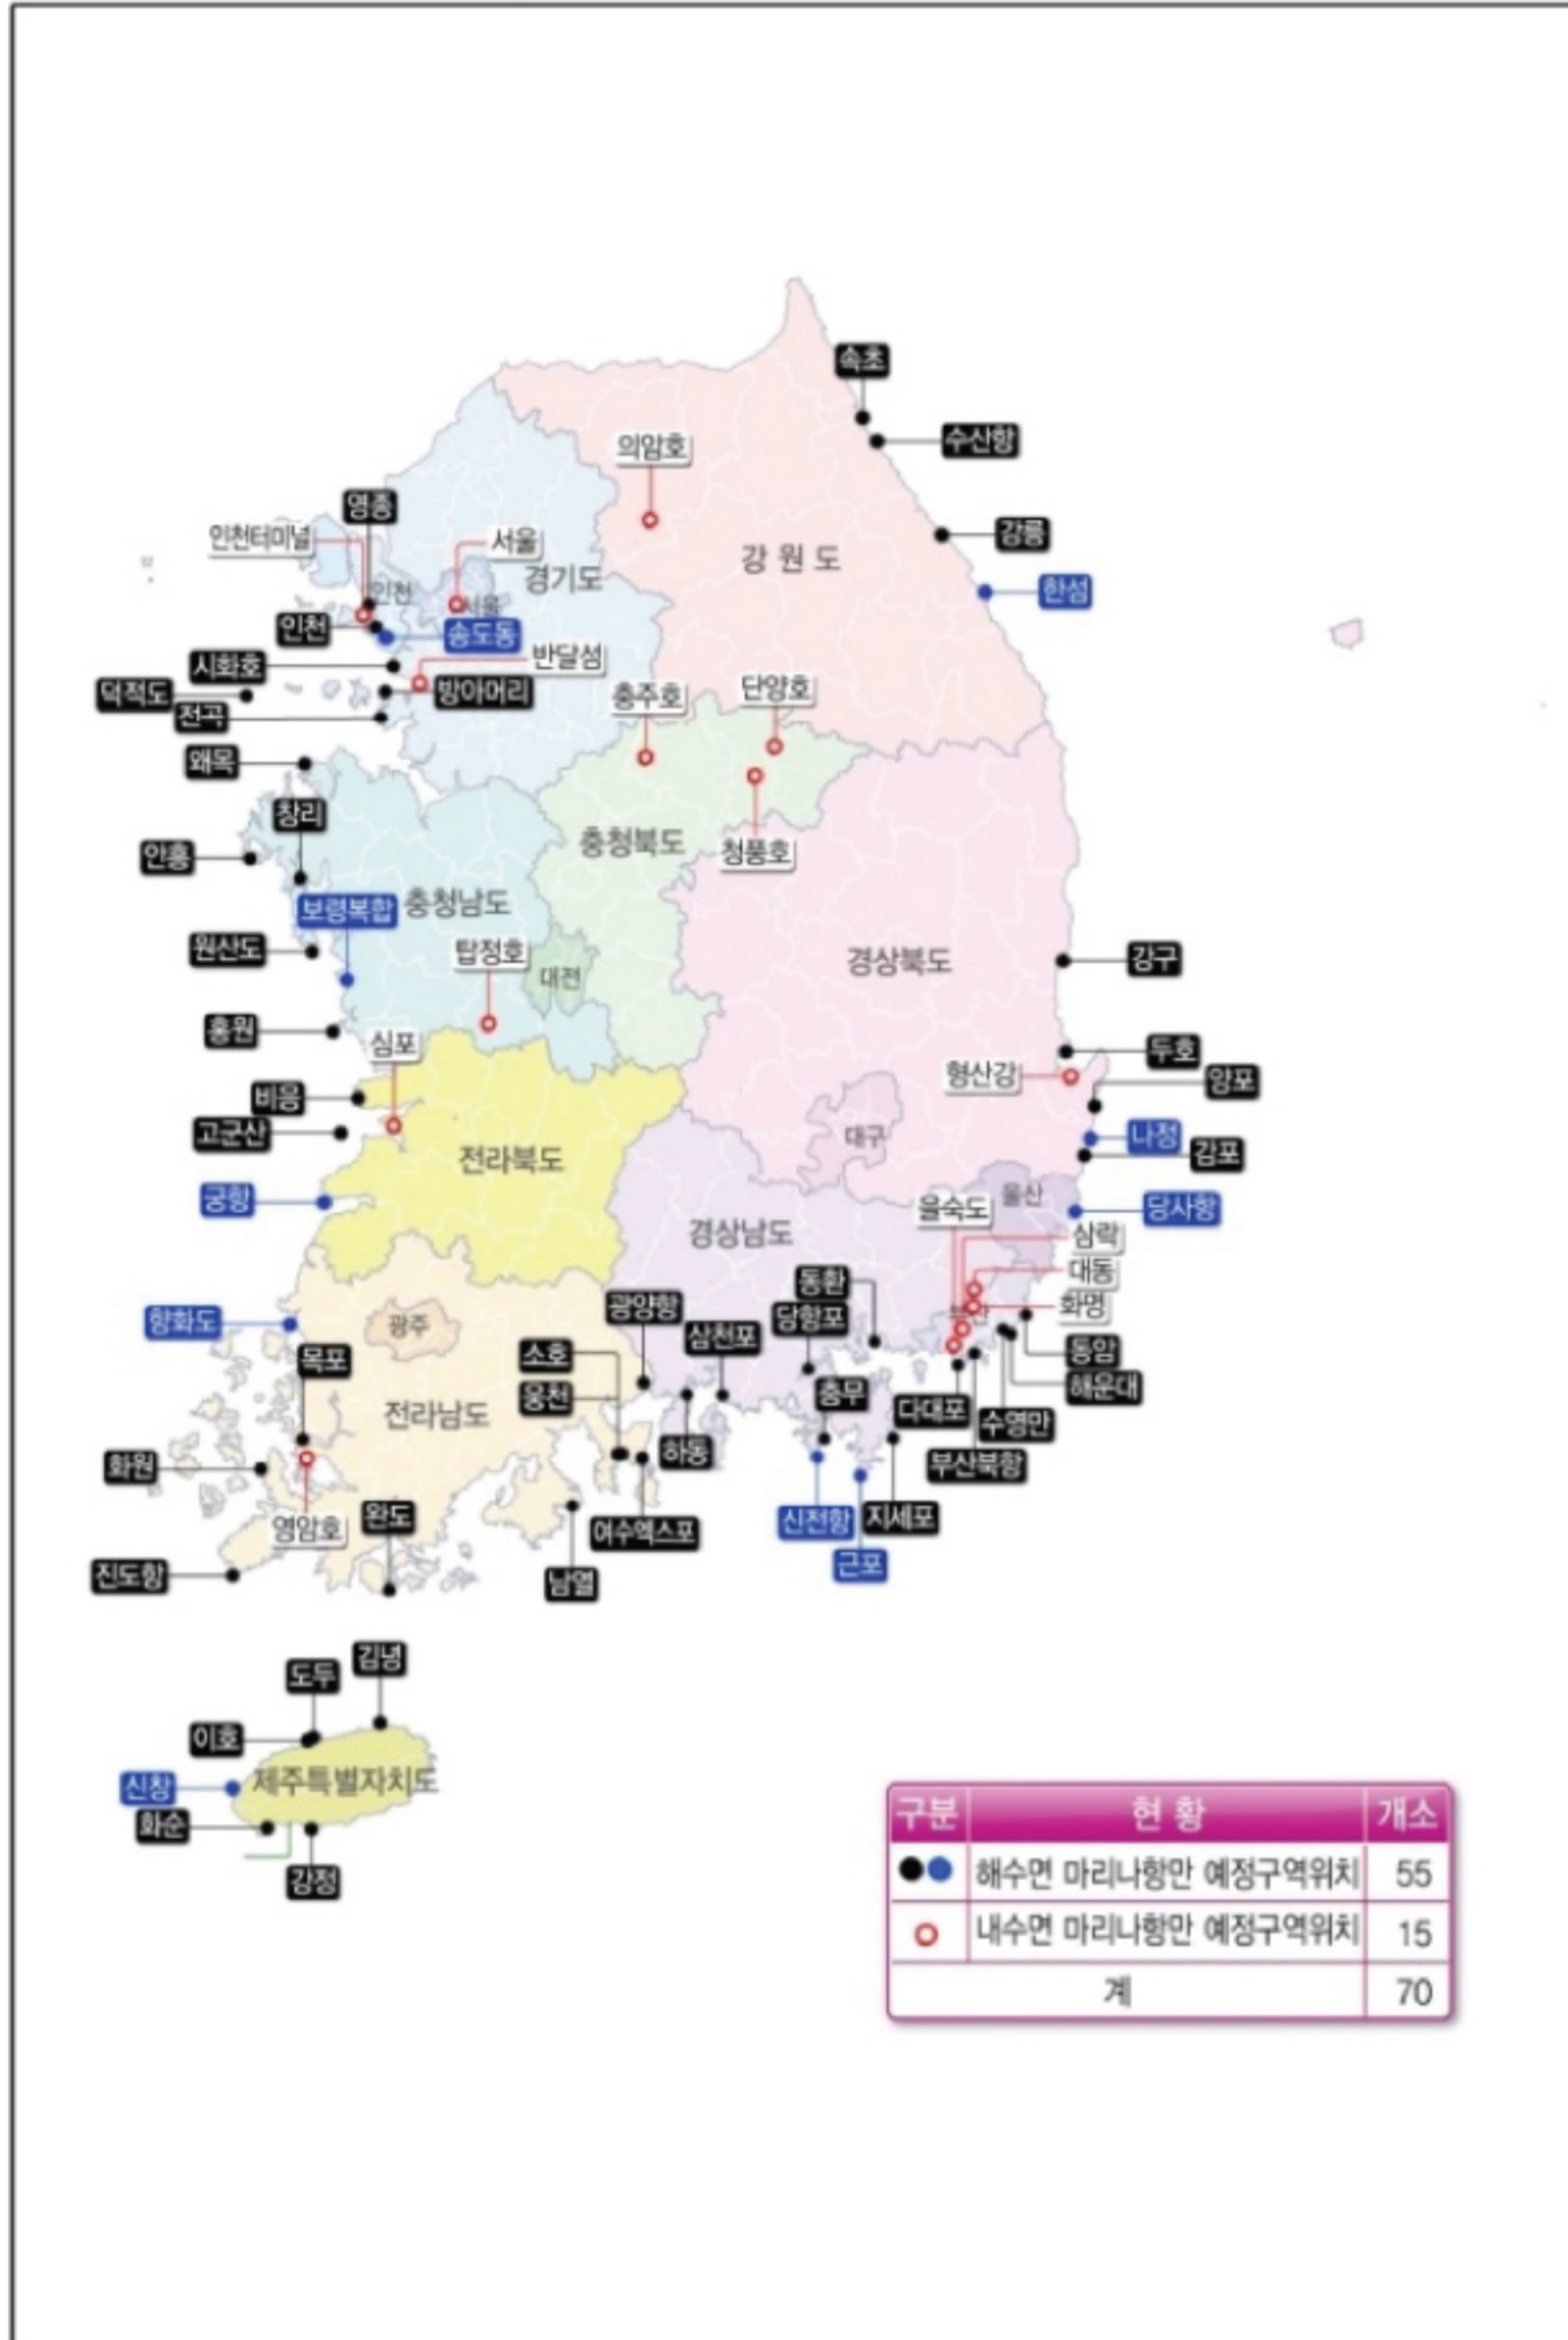 속초
수산항
의암호
영종
인천터미널
서울
강릉
강 원 도
경기도
한섬
인천
서울
인천
송도동
시화호
반달섬
덕적도
방아머리
충주호
단양호
전곡
왜목
창리
충청북도
청풍호
안흥
보령복합
충청남도
원산도
탑정호
대전
경상북도
강구
홍원
심포
두호
형산강
양포
비응
고군산
대구
나정
감포
전라북도
궁항
울산
을숙도
당사항
경상남도
삼락
대동
동환
화명
광양항
당항포
향화도
광주
삼천포
목포
소호
동암
웅천
충무
해운대
전라남도
다대포
수영만
하동
화원
부산북항
신전항
지세포
영암호
완도
여수엑스포
근포
진도항
남열
김녕
도두
이호
신창
제주특별자치도
화순
강정
구분 현 황 개소
해수면 마리나항만 예정구역위치 55
내수면 마리나항만 예정구역위치 15
계 70